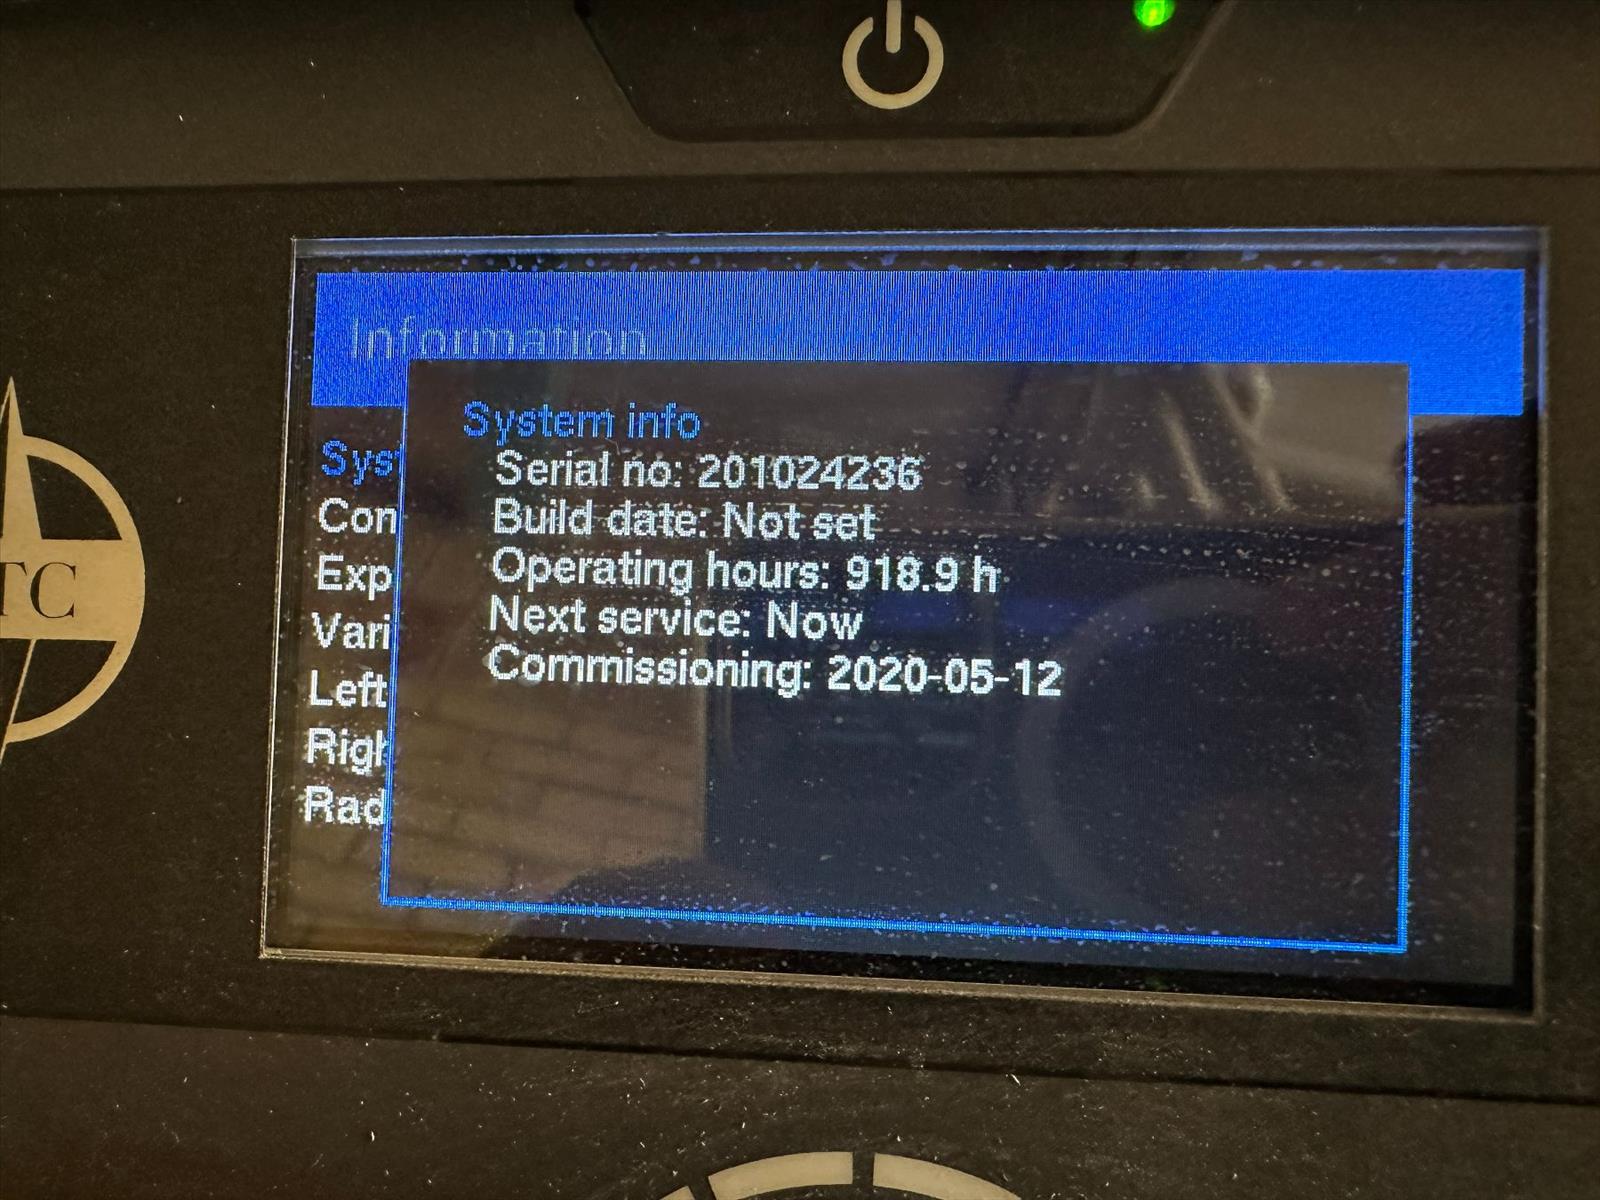 Information
System info
Serial no: 201024236
Build date: Not set
Operating hours: 918.9 h
Next service: Now
Commissioning: 2020-05-12
Syst
Con
Exp
Vari
Left
Righ
Rad
TC